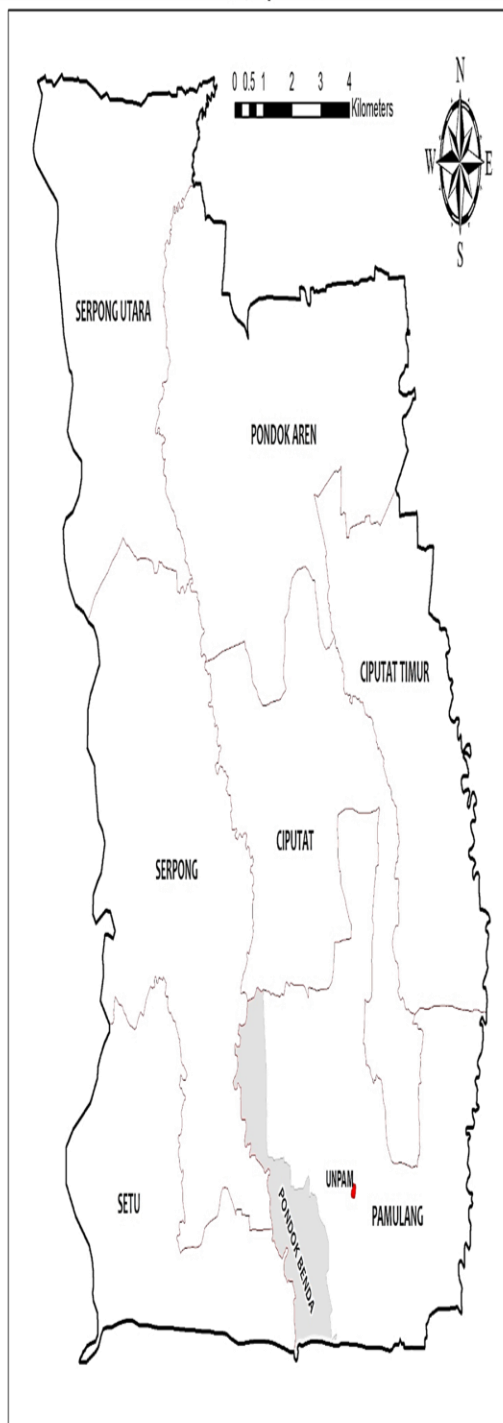 0 0.5 1 2 3 4
Kilometers
N
W E
S
SERPONG UTARA
PONDOK AREN
CIPUTAT TIMUR
CIPUTAT
SERPONG
UNPAM
SETU
PONDOK BENDA
PAMULANG